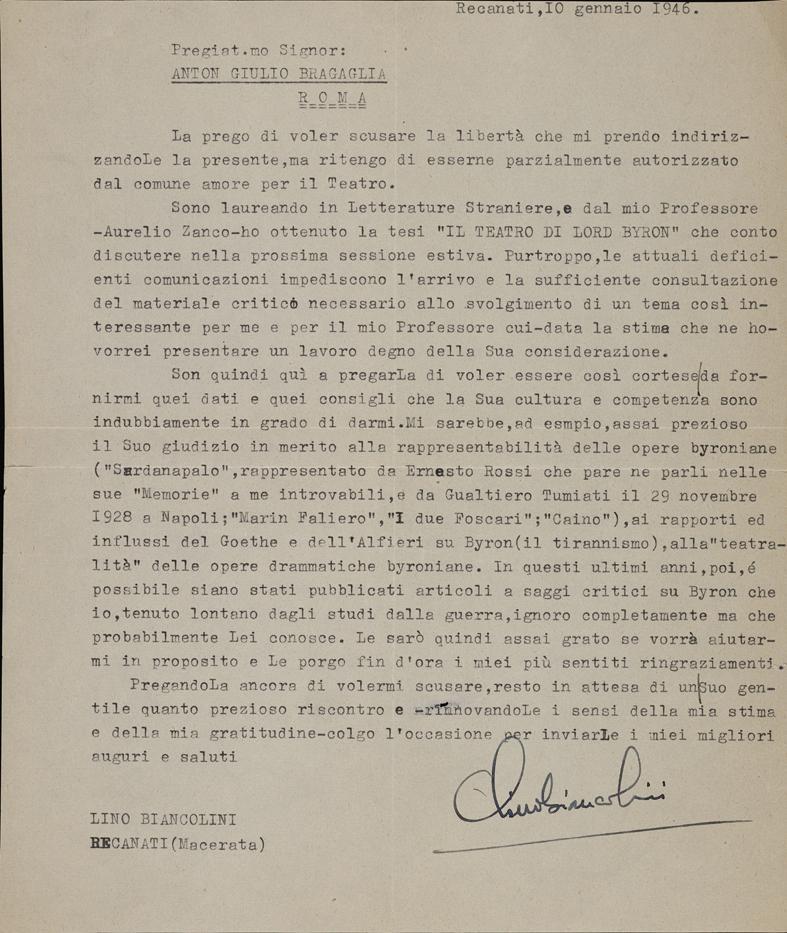 Recanati,IO gennaio I946.
Pregiat.mo Signor:
ANTON GIULIO BRAGAGLIA
R O M A
La prego di voler scusare la libertà che mi prendo indiriz-
zandoLe la presente,ma ritengo di esserne parzialmente autorizzato
dal comune amore per il Teatro.
Sono laureando in Letterature Straniere,e dal mio Professore
-Aurelio Zanco-ho ottenuto la tesi "IL TEATRO DI LORD BYRON" che conto
discutere nella prossima sessione estiva. Purtroppo,le attuali defici-
enti comunicazioni impediscono l'arrivo e la sufficiente consultazione
del materiale critico necessario allo svolgimento di un tema così in-
teressante per me e per il mio Professore cui-data la stima che ne ho-
vorrei presentare un lavoro degno della Sua considerazione.
Son quindi quì a pregarLa di voler essere così cortese|da for-
nirmi quei dati e quei consigli che la Sua cultura e competenza sono
indubbiamente in grado di darmi.Mi sarebbe,ad esmpio,assai prezioso
il Suo giudizio in merito alla rappresentabilità delle opere byroniane
("Sardanapalo",rappresentato da Ernesto Rossi che pare ne parli nelle
sue "Memorie" a me introvabili,e da Gualtiero Tumiati il 29 novembre
I928 a Napoli;"Marin Faliero","I due Foscari";"Caino"),ai rapporti ed
influssi del Goethe e dell'Alfieri su Byron(il tirannismo),alla"teatra-
lità" delle opere drammatiche byroniane. In questi ultimi anni,poi,é
possibile siano stati pubblicati articoli a saggi critici su Byron che
io,tenuto lontano dagli studi dalla guerra,ignoro completamente ma che
probabilmente Lei conosce. Le sarò quindi assai grato se vorrà aiutar-
mi in proposito e Le porgo fin d'ora i miei più sentiti ringraziamenti.
PregandoLa ancora di volermi scusare,resto in attesa di un|Suo gen-
tile quanto prezioso riscontro e -rinnovandoLe i sensi della mia stima
e della mia gratitudine-colgo l'occasione per inviarLe i miei migliori
auguri e saluti
Lino Biancolini
LINO BIANCOLINI
RECANATI(Macerata)